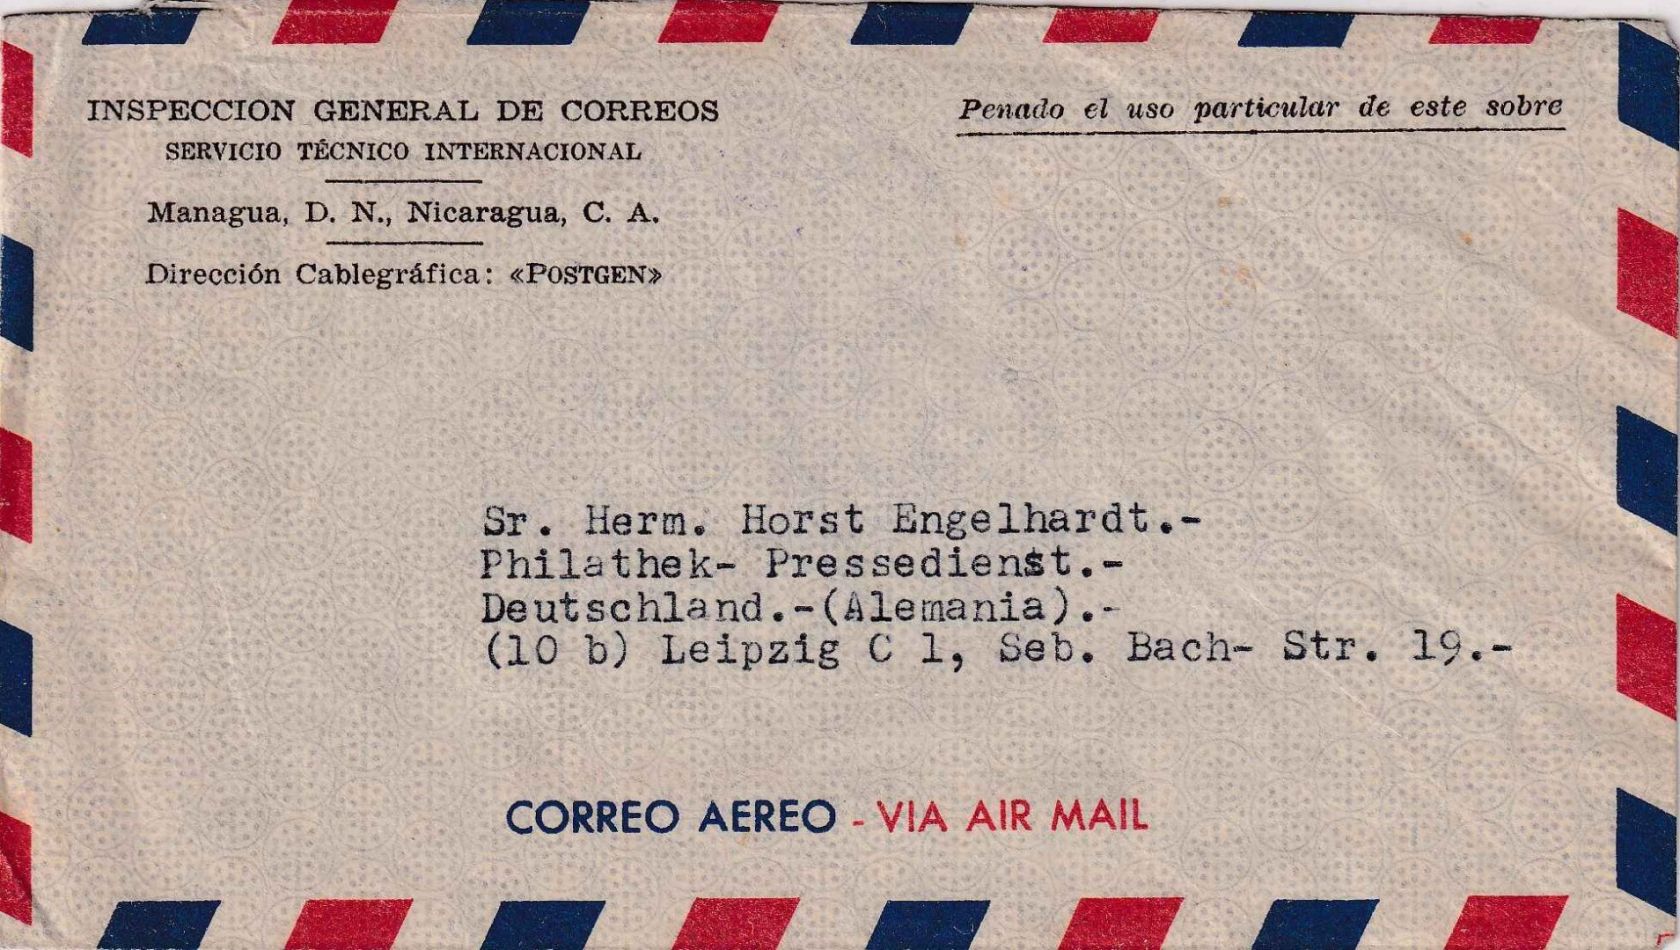 INSPECCION GENERAL DE CORREOS
SERVICIO TÉCNICO INTERNACIONAL
Managua, D. N., Nicaragua, C. A.
Dirección Cablegráfica: «POSTGEN»
Penado el uso particular de este sobre
Sr. Herm. Horst Engelhardt.-
Philathek- Pressedienst.-
Deutschland.-(Alemania).-
(10 b) Leipzig C 1, Seb. Bach- Str. 19.-
CORREO AEREO - VIA AIR MAIL